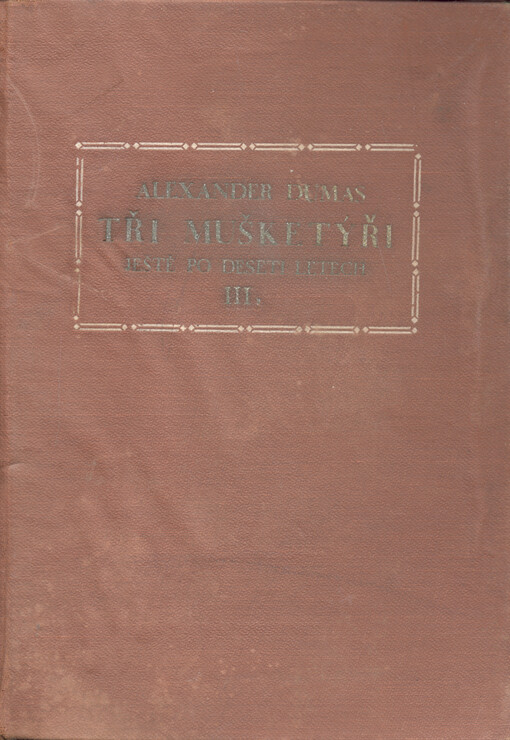 ALEXANDER DUMAS
TŘI MUŠKETÝŘI
JEŠTĚ PO DESETI LETECH
III.